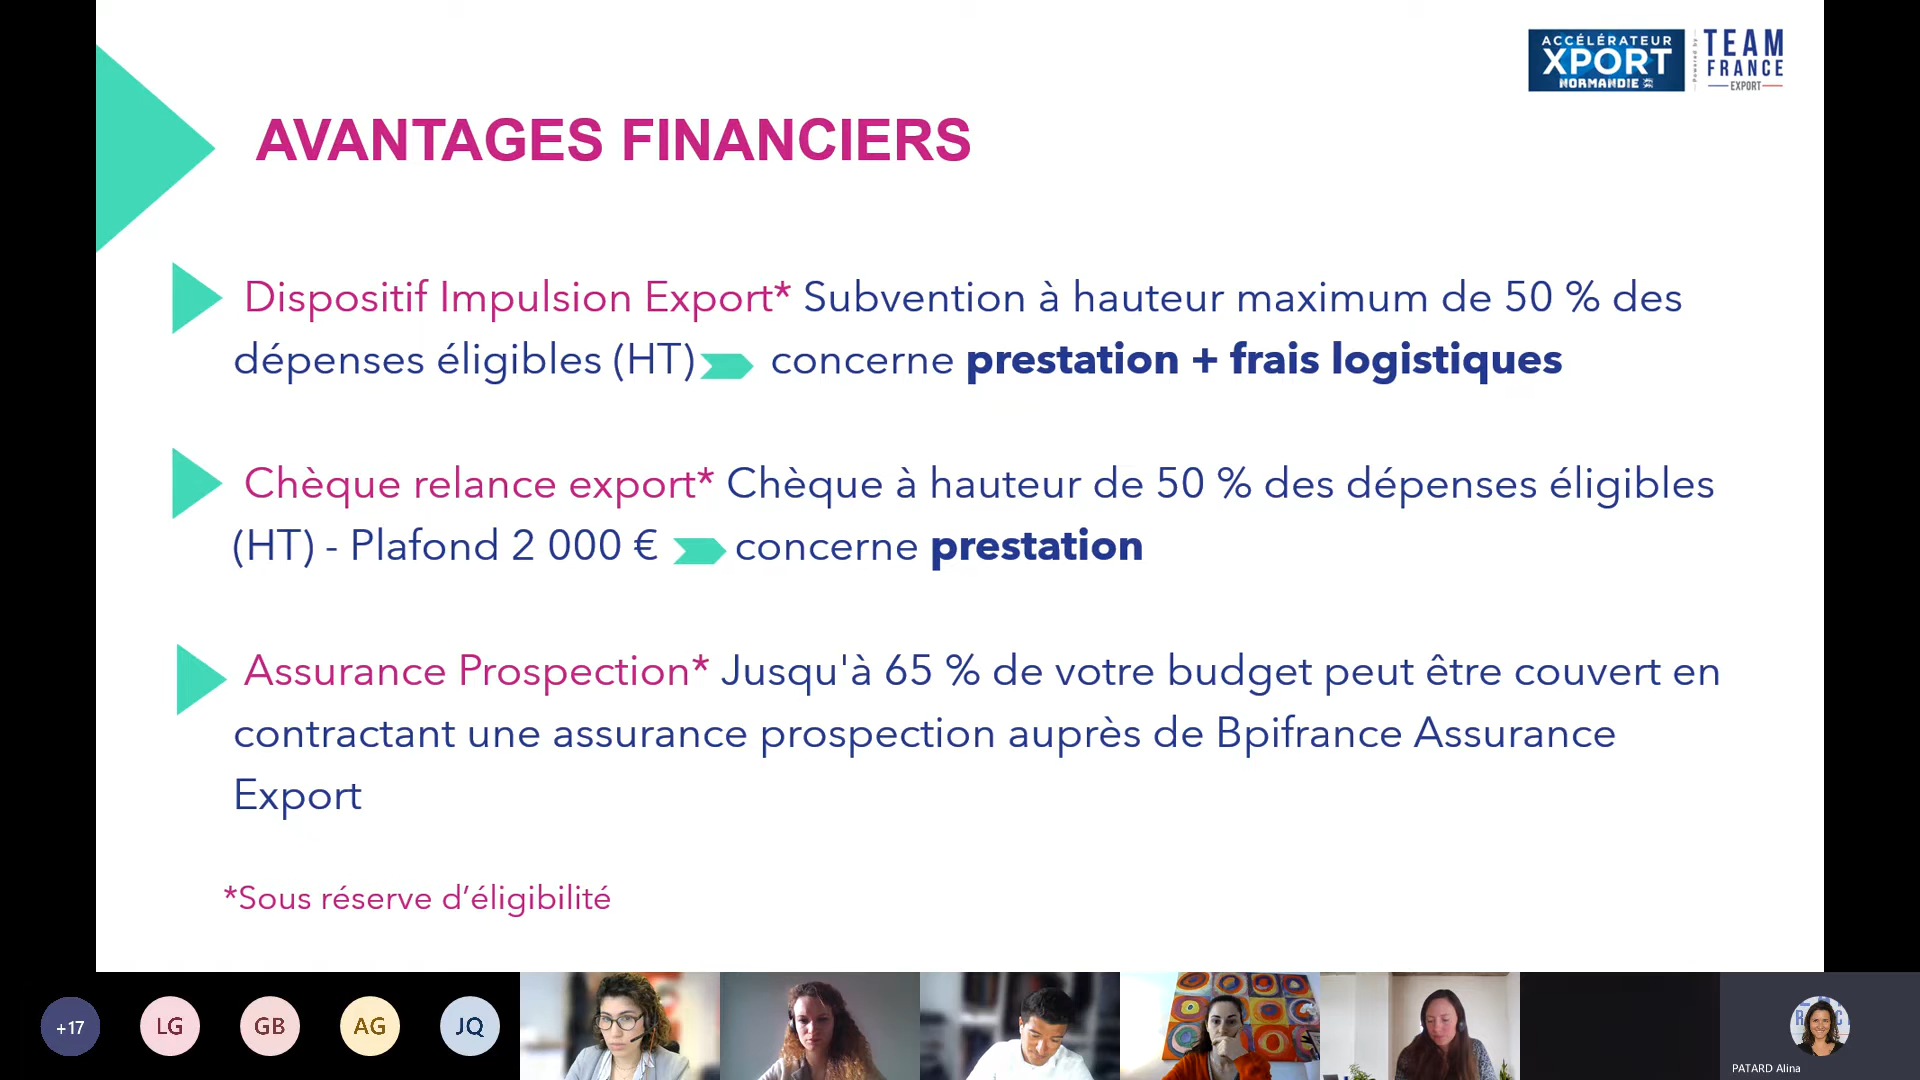 ACCÉLÉRATEUR
XPORT
NORMANDIE
Powered by
TEAM
FRANCE
EXPORT
AVANTAGES FINANCIERS
Dispositif Impulsion Export* Subvention à hauteur maximum de 50 % des
dépenses éligibles (HT) concerne prestation + frais logistiques
Chèque relance export* Chèque à hauteur de 50 % des dépenses éligibles
(HT) - Plafond 2 000 € concerne prestation
Assurance Prospection* Jusqu'à 65 % de votre budget peut être couvert en
contractant une assurance prospection auprès de Bpifrance Assurance
Export
*Sous réserve d’éligibilité
+17
LG
GB
AG
JQ
PATARD Alina